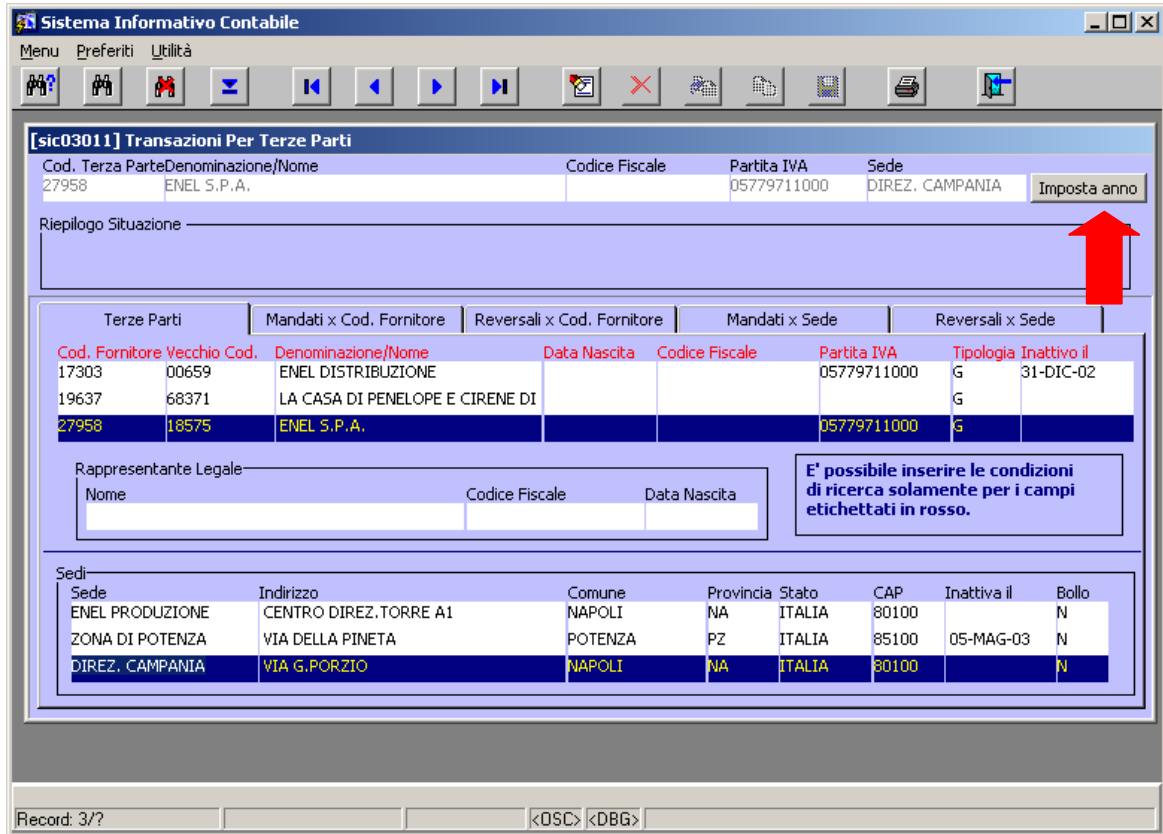 Sistema Informativo Contabile
Menu Preferiti Utilità
[sic03011] Transazioni Per Terze Parti
Cod. Terza Parte Denominazione/Nome Codice Fiscale Partita IVA Sede
27958 ENEL S.P.A. 05779711000 DIREZ. CAMPANIA Imposta anno
Riepilogo Situazione
Terze Parti Mandati x Cod. Fornitore Reversali x Cod. Fornitore Mandati x Sede Reversali x Sede
Cod. Fornitore Vecchio Cod. Denominazione/Nome Data Nascita Codice Fiscale Partita IVA Tipologia Inattivo il
17303 00659 ENEL DISTRIBUZIONE 05779711000 G 31-DIC-02
19637 68371 LA CASA DI PENELOPE E CIRENE DI G
27958 18575 ENEL S.P.A. 05779711000 G
Rappresentante Legale
Nome Codice Fiscale Data Nascita
E' possibile inserire le condizioni
di ricerca solamente per i campi
etichettati in rosso.
Sedi
Sede Indirizzo Comune Provincia Stato CAP Inattiva il Bollo
ENEL PRODUZIONE CENTRO DIREZ.TORRE A1 NAPOLI NA ITALIA 80100 N
ZONA DI POTENZA VIA DELLA PINETA POTENZA PZ ITALIA 85100 05-MAG-03 N
DIREZ. CAMPANIA VIA G.PORZIO NAPOLI NA ITALIA 80100 N
Record: 3/? <OSC> <DBG>